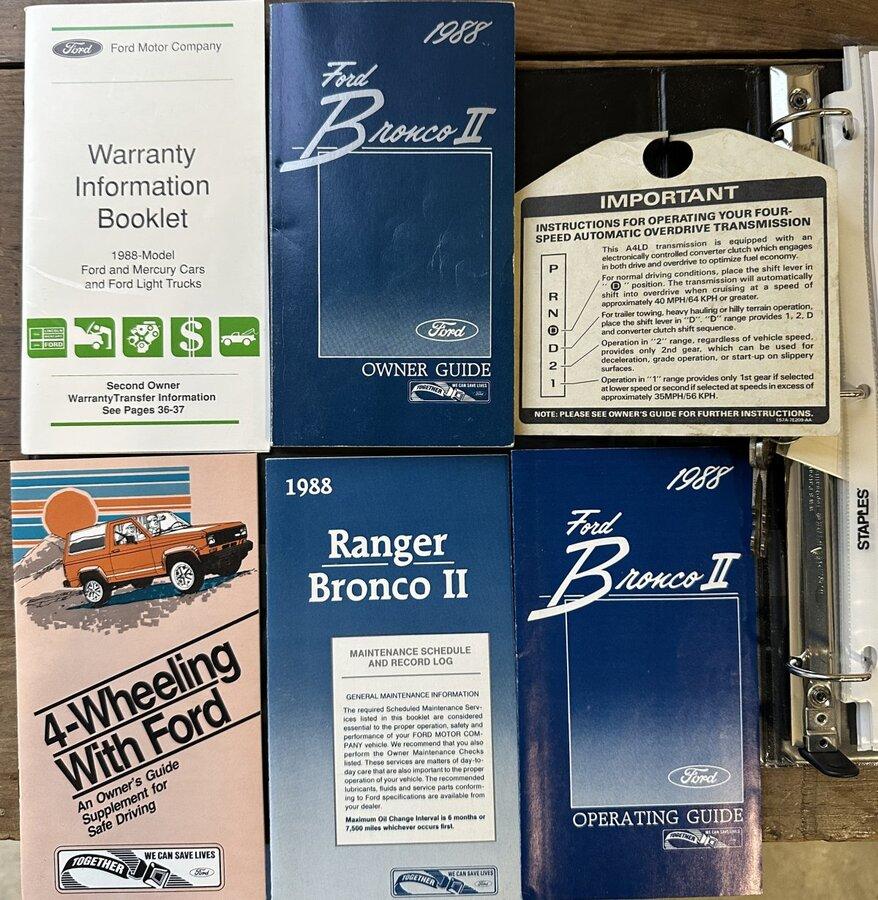 Ford Ford Motor Company
Warranty
Information
Booklet
1988-Model
Ford and Mercury Cars
and Ford Light Trucks
LINCOLN
MERCURY
FORD
$
Second Owner
WarrantyTransfer Information
See Pages 36-37
1988
Ford
Bronco II
Ford
OWNER GUIDE
TOGETHER WE CAN SAVE LIVES
Ford
IMPORTANT
INSTRUCTIONS FOR OPERATING YOUR FOUR-
SPEED AUTOMATIC OVERDRIVE TRANSMISSION
P
R
N
D
D
2
1
This A4LD transmission is equipped with an
electronically controlled converter clutch which engages
in both drive and overdrive to optimize fuel economy.
For normal driving conditions, place the shift lever in
" D " position. The transmission will automatically
shift into overdrive when cruising at a speed of
approximately 40 MPH/64 KPH or greater.
For trailer towing, heavy hauling or hilly terrain operation,
place the shift lever in "D". "D" range provides 1, 2, D
and converter clutch shift sequence.
Operation in "2" range, regardless of vehicle speed,
provides only 2nd gear, which can be used for
deceleration, grade operation, or start-up on slippery
surfaces.
Operation in "1" range provides only 1st gear if selected
at lower speed or second if selected at speeds in excess of
approximately 35MPH/56 KPH.
NOTE: PLEASE SEE OWNER'S GUIDE FOR FURTHER INSTRUCTIONS.
E57A-7E209-AA
STAPLES
4-Wheeling
With Ford
An Owner's Guide
Supplement for
Safe Driving
TOGETHER WE CAN SAVE LIVES
Ford
1988
Ranger
Bronco II
MAINTENANCE SCHEDULE
AND RECORD LOG
GENERAL MAINTENANCE INFORMATION
The required Scheduled Maintenance Serv-
ices listed in this booklet are considered
essential to the proper operation, safety and
performance of your FORD MOTOR COM-
PANY vehicle. We recommend that you also
perform the Owner Maintenance Checks
listed. These services are matters of day-to-
day care that are also important to the proper
operation of your vehicle. The recommended
lubricants, fluids and service parts conform-
ing to Ford specifications are available from
your dealer.
Maximum Oil Change Interval is 6 months or
7,500 miles whichever occurs first.
TOGETHER WE CAN SAVE LIVES
Ford
1988
Ford
Bronco II
Ford
OPERATING GUIDE
TOGETHER WE CAN SAVE LIVES
Ford